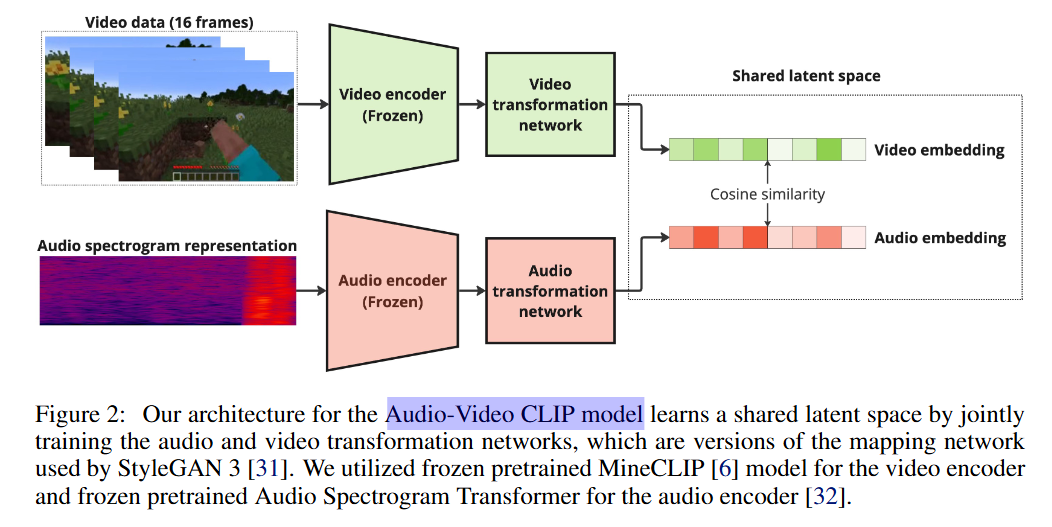 Video data (16 frames)
Video encoder
(Frozen)
Video
transformation
network
Shared latent space
Video embedding
Cosine similarity
Audio spectrogram representation
Audio encoder
(Frozen)
Audio
transformation
network
Audio embedding
Figure 2: Our architecture for the Audio-Video CLIP model learns a shared latent space by jointly
training the audio and video transformation networks, which are versions of the mapping network
used by StyleGAN 3 [31]. We utilized frozen pretrained MineCLIP [6] model for the video encoder
and frozen pretrained Audio Spectrogram Transformer for the audio encoder [32].